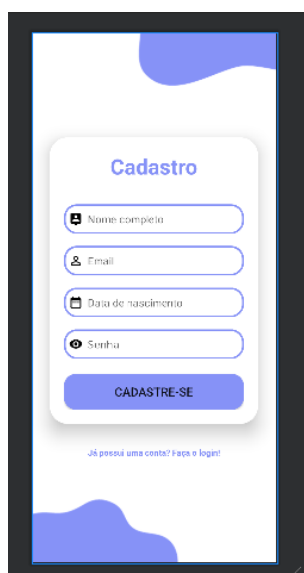 Cadastro
Nome completo
Email
Data de nascimento
Senha
CADASTRE-SE
Já possui uma conta? Faça o login!